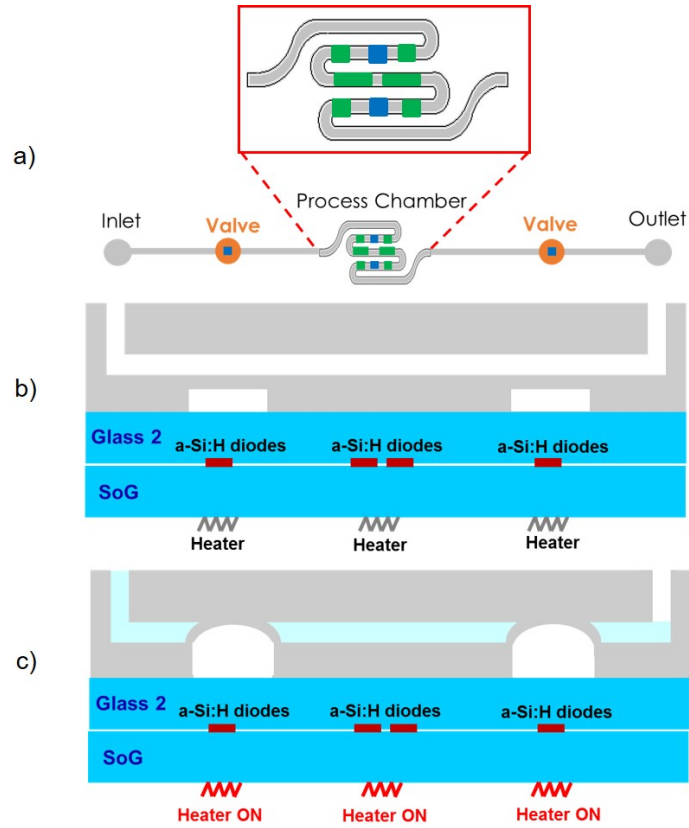 a)
Process Chamber
Inlet
Valve
Valve
Outlet
b)
Glass 2
a-Si:H diodes
a-Si:H diodes
a-Si:H diodes
SoG
Heater
Heater
Heater
c)
Glass 2
a-Si:H diodes
a-Si:H diodes
a-Si:H diodes
SoG
Heater ON
Heater ON
Heater ON